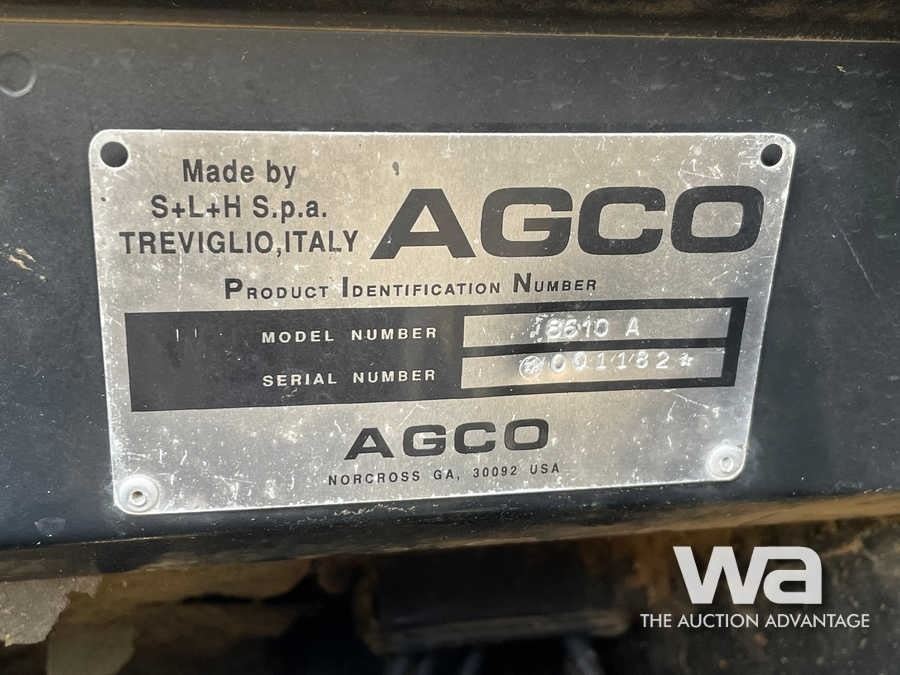 Made by
S+L+H S.p.a.
TREVIGLIO,ITALY
AGCO
PRODUCT IDENTIFICATION NUMBER
MODEL NUMBER 8610 A
SERIAL NUMBER *001182*
AGCO
NORCROSS GA, 30092 USA
wa
THE AUCTION ADVANTAGE